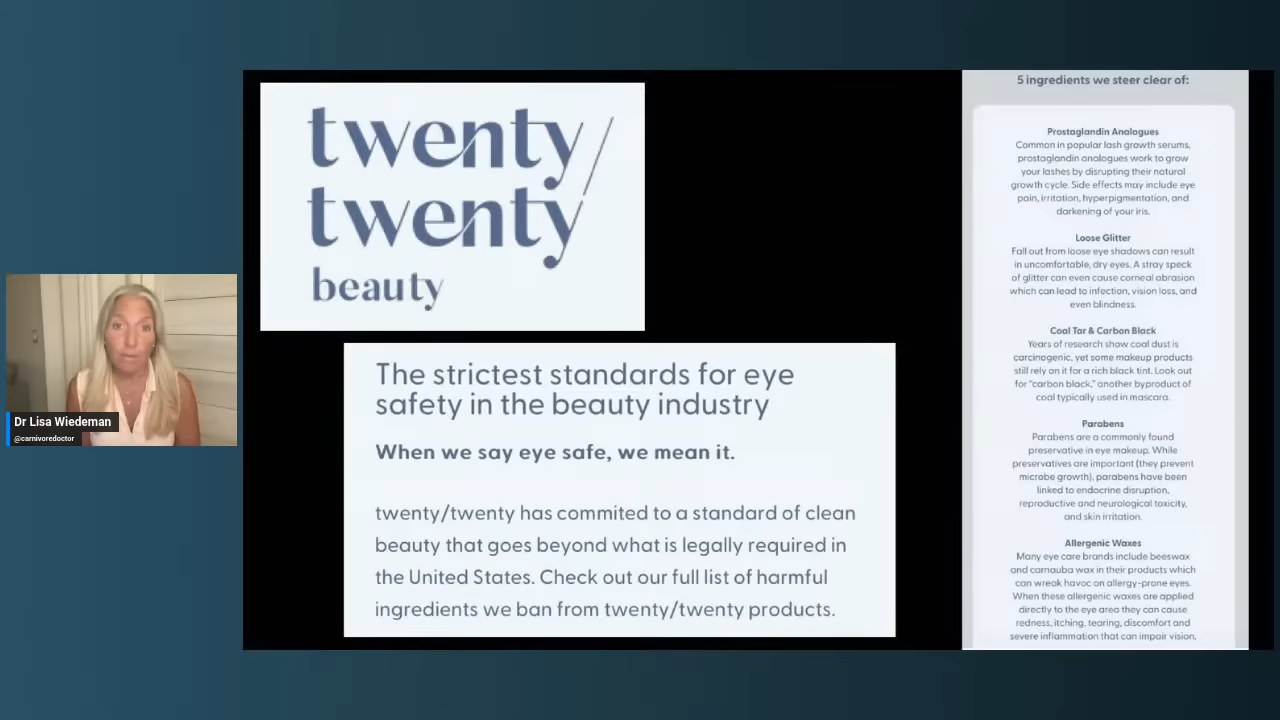 twenty/
twenty
beauty
The strictest standards for eye
safety in the beauty industry
When we say eye safe, we mean it.
twenty/twenty has commited to a standard of clean
beauty that goes beyond what is legally required in
the United States. Check out our full list of harmful
ingredients we ban from twenty/twenty products.
5 ingredients we steer clear of:
Prostaglandin Analogues
Common in popular lash growth serums,
prostaglandin analogues work to grow
your lashes by disrupting their natural
growth cycle. Side effects may include eye
pain, irritation, hyperpigmentation, and
darkening of your iris.
Loose Glitter
Fall out from loose eye shadows can result
in uncomfortable, dry eyes. A stray speck
of glitter can even cause corneal abrasion
which can lead to infection, vision loss, and
even blindness.
Coal Tar & Carbon Black
Years of research show coal dust is
carcinogenic, yet some makeup products
still rely on it for a rich black tint. Look out
for "carbon black," another byproduct of
coal typically used in mascara.
Parabens
Parabens are a commonly found
preservative in eye makeup. While
preservatives are important (they prevent
microbe growth), parabens have been
linked to endocrine disruption,
reproductive and neurological toxicity,
and skin irritation.
Allergenic Waxes
Many eye care brands include beeswax
and carnauba wax in their products which
can wreak havoc on allergy-prone eyes.
When these allergenic waxes are applied
directly to the eye area they can cause
redness, itching, tearing, discomfort and
severe inflammation that can impair vision.
Dr Lisa Wiedeman
@carnivoredoctor